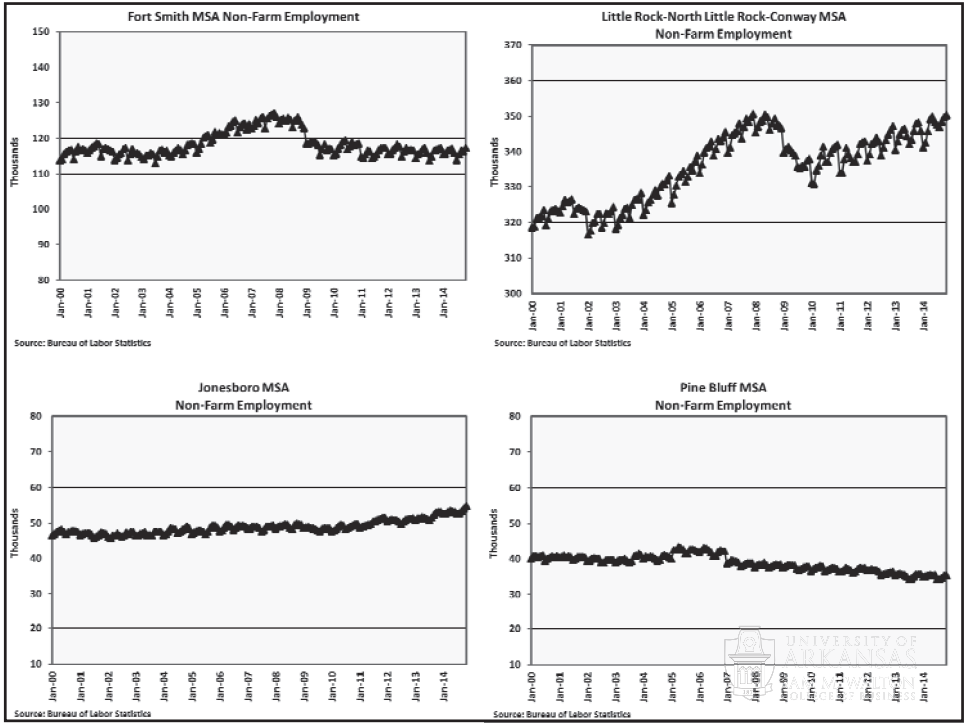 Fort Smith MSA Non-Farm Employment
150
140
130
120
110
100
90
80
Thousands
Jan-00
Jan-01
Jan-02
Jan-03
Jan-04
Jan-05
Jan-06
Jan-07
Jan-08
Jan-09
Jan-10
Jan-11
Jan-12
Jan-13
Jan-14
Source: Bureau of Labor Statistics
Little Rock-North Little Rock-Conway MSA
Non-Farm Employment
370
360
350
340
330
320
310
300
Thousands
Jan-00
Jan-01
Jan-02
Jan-03
Jan-04
Jan-05
Jan-06
Jan-07
Jan-08
Jan-09
Jan-10
Jan-11
Jan-12
Jan-13
Jan-14
Source: Bureau of Labor Statistics
Jonesboro MSA
Non-Farm Employment
80
70
60
50
40
30
20
10
Thousands
Jan-00
Jan-01
Jan-02
Jan-03
Jan-04
Jan-05
Jan-06
Jan-07
Jan-08
Jan-09
Jan-10
Jan-11
Jan-12
Jan-13
Jan-14
Source: Bureau of Labor Statistics
Pine Bluff MSA
Non-Farm Employment
80
70
60
50
40
30
20
10
Thousands
Jan-00
Jan-01
Jan-02
Jan-03
Jan-04
Jan-05
Jan-06
Jan-07
Jan-08
Jan-10
Jan-11
Jan-13
Jan-14
Source: Bureau of Labor Statistics
UNIVERSITY OF
ARKANSAS